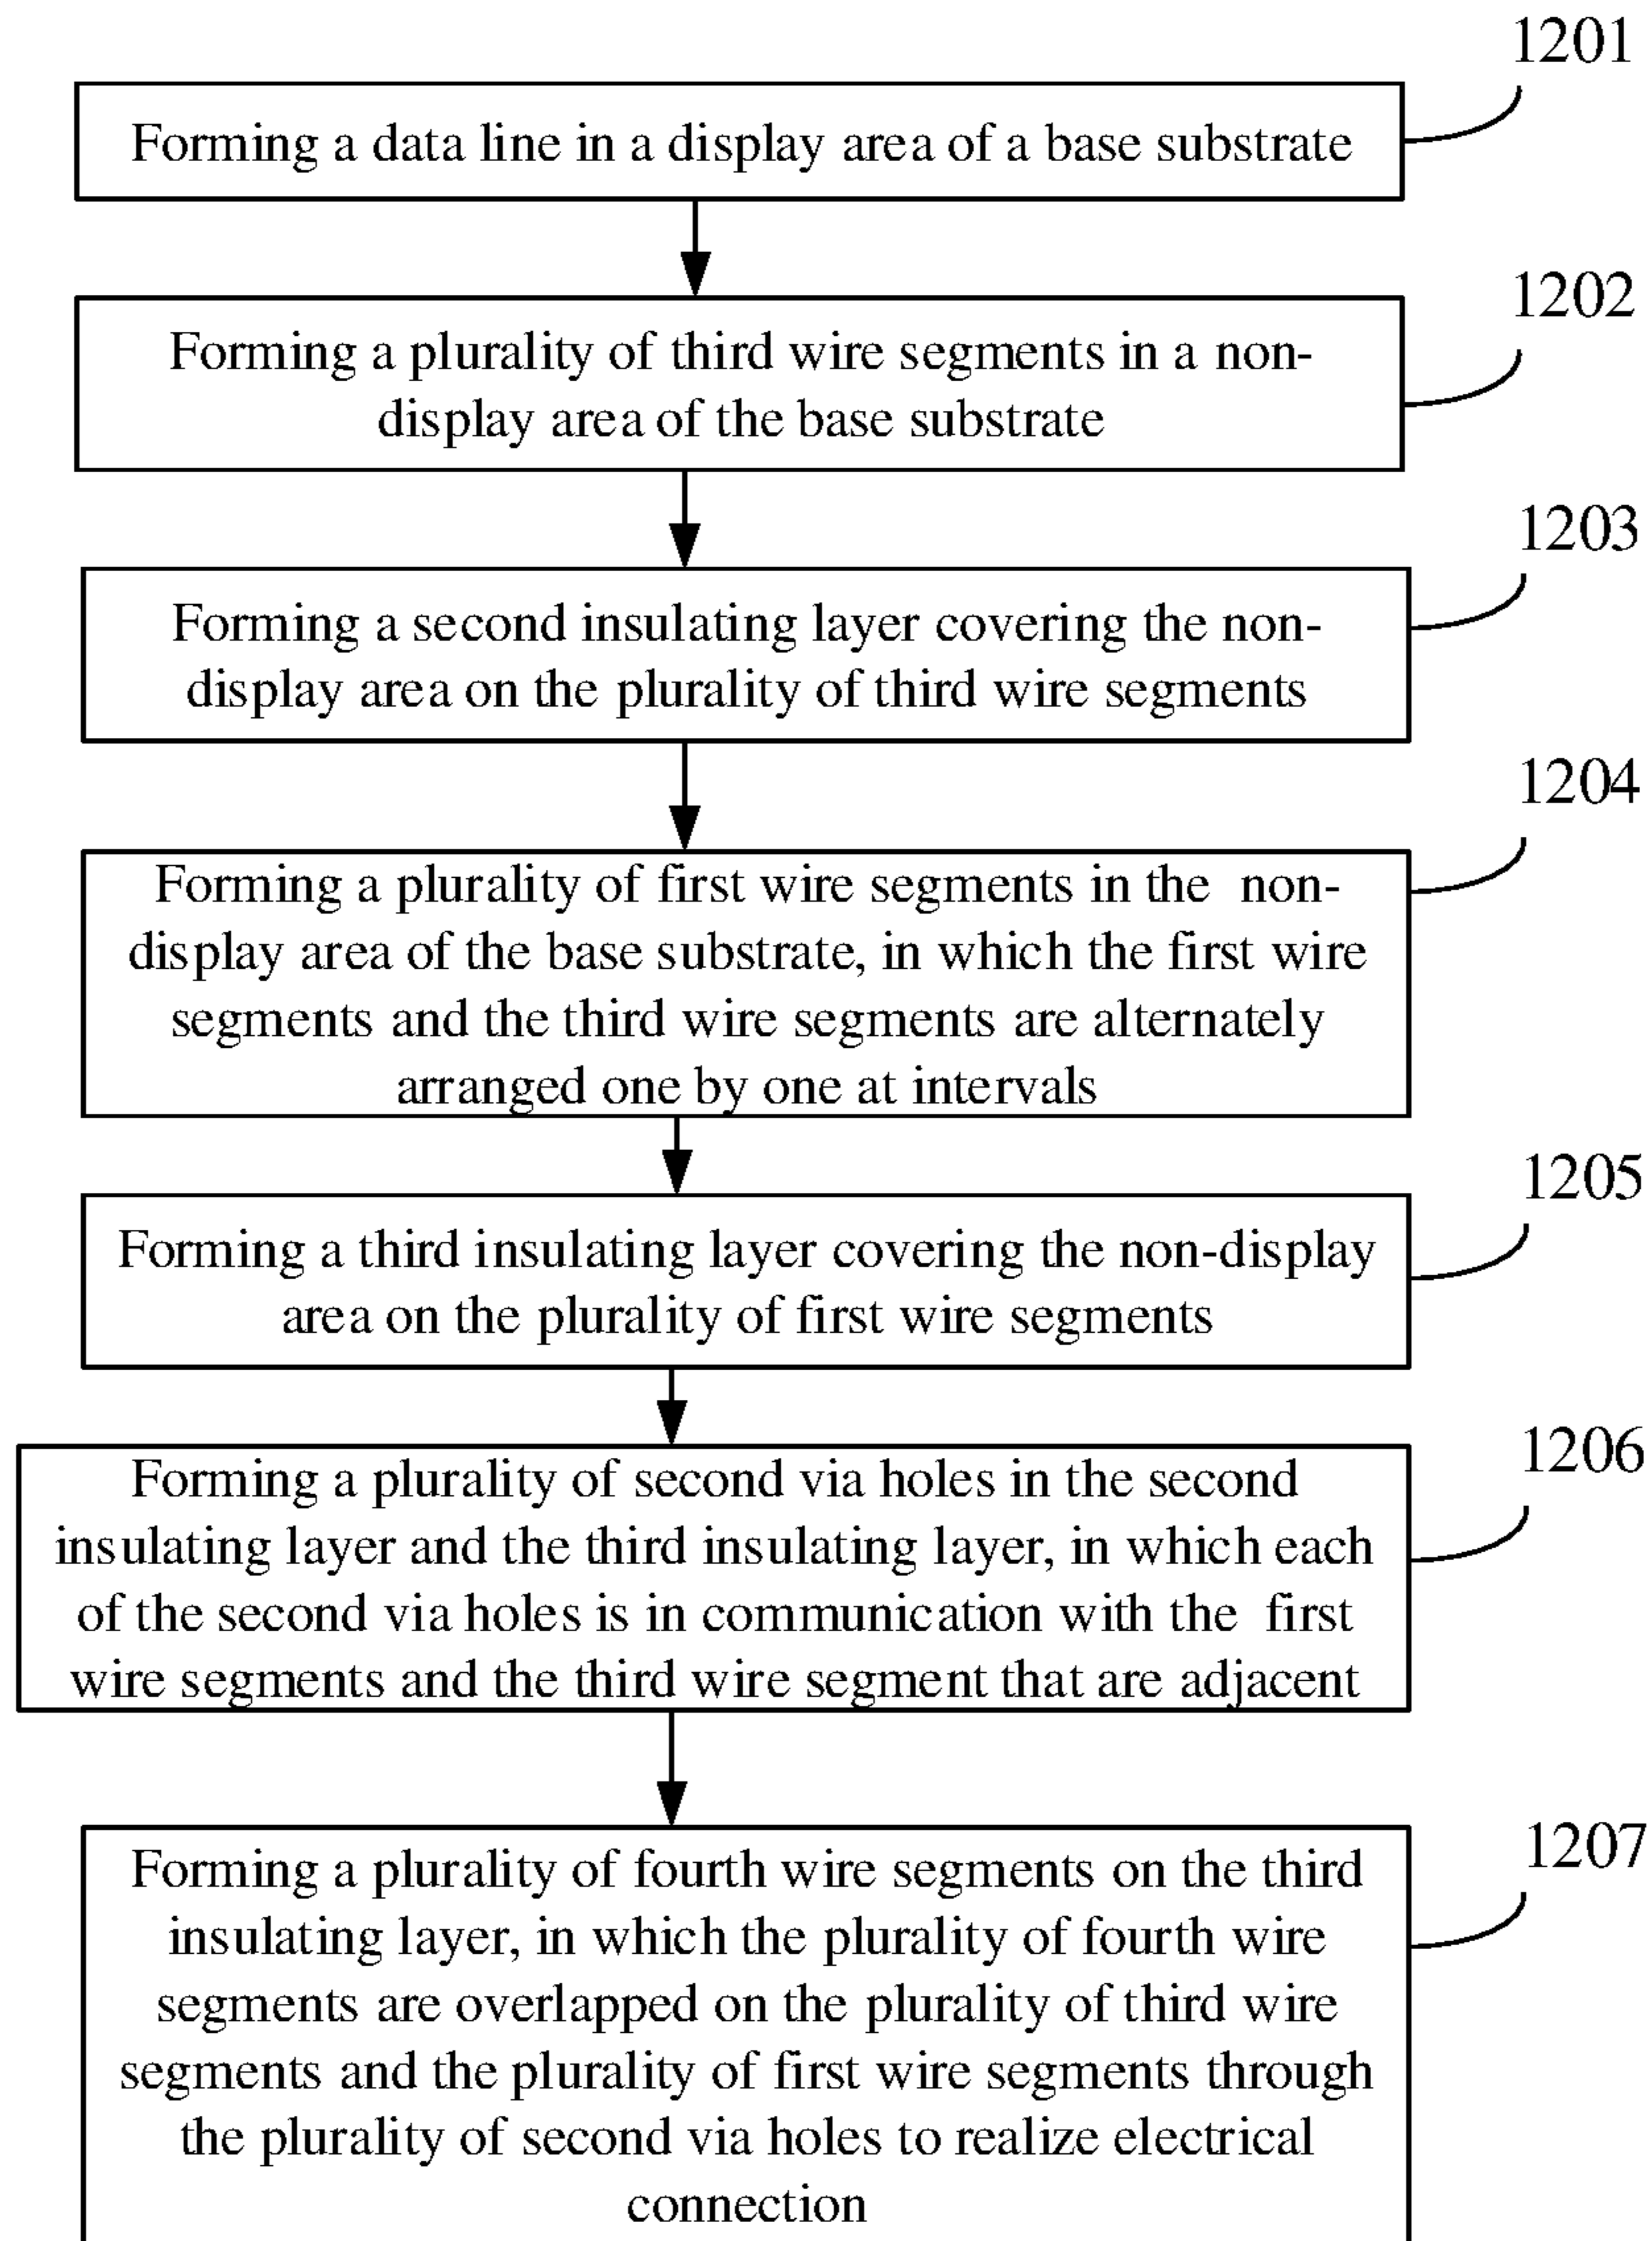 1201
Forming a data line in a display area of a base substrate
1202
Forming a plurality of third wire segments in a non-
display area of the base substrate
1203
Forming a second insulating layer covering the non-
display area on the plurality of third wire segments
1204
Forming a plurality of first wire segments in the non-
display area of the base substrate, in which the first wire
segments and the third wire segments are alternately
arranged one by one at intervals
1205
Forming a third insulating layer covering the non-display
area on the plurality of first wire segments
1206
Forming a plurality of second via holes in the second
insulating layer and the third insulating layer, in which each
of the second via holes is in communication with the first
wire segments and the third wire segment that are adjacent
1207
Forming a plurality of fourth wire segments on the third
insulating layer, in which the plurality of fourth wire
segments are overlapped on the plurality of third wire
segments and the plurality of first wire segments through
the plurality of second via holes to realize electrical
connection